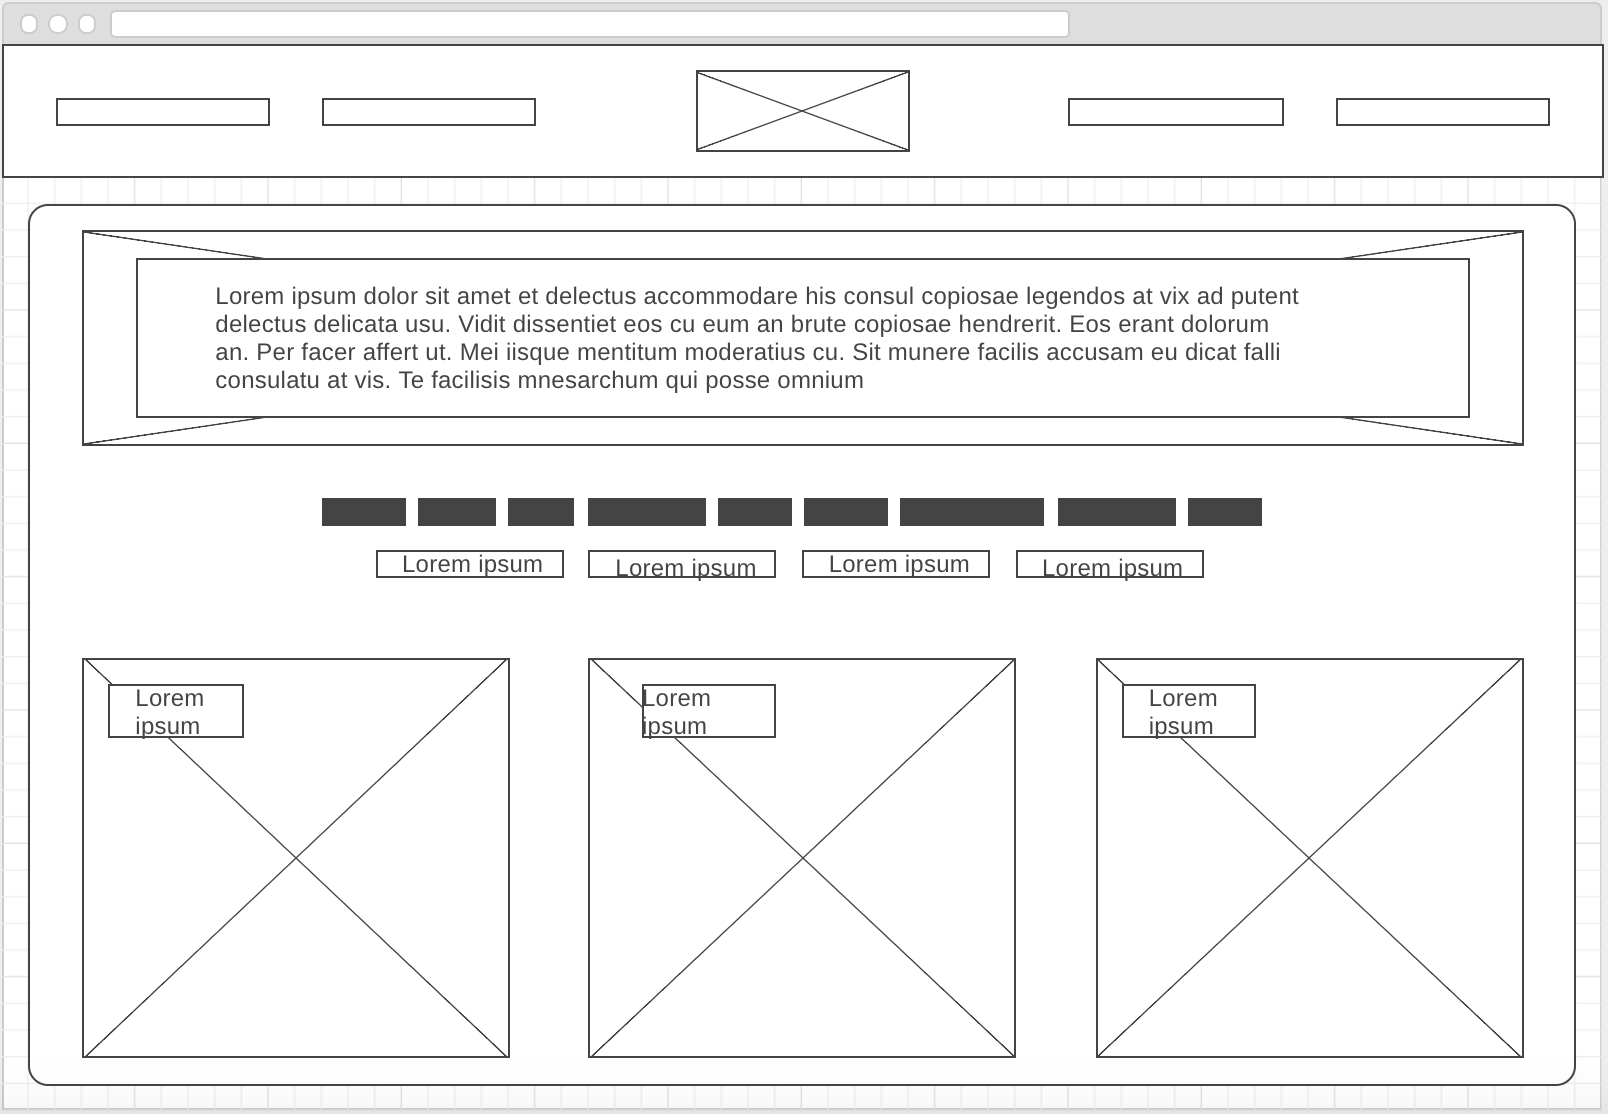 Lorem ipsum dolor sit amet et delectus accommodare his consul copiosae legendos at vix ad putent
delectus delicata usu. Vidit dissentiet eos cu eum an brute copiosae hendrerit. Eos erant dolorum
an. Per facer affert ut. Mei iisque mentitum moderatius cu. Sit munere facilis accusam eu dicat falli
consulatu at vis. Te facilisis mnesarchum qui posse omnium
Lorem ipsum
Lorem ipsum
Lorem ipsum
Lorem ipsum
Lorem
ipsum
Lorem
ipsum
Lorem
ipsum